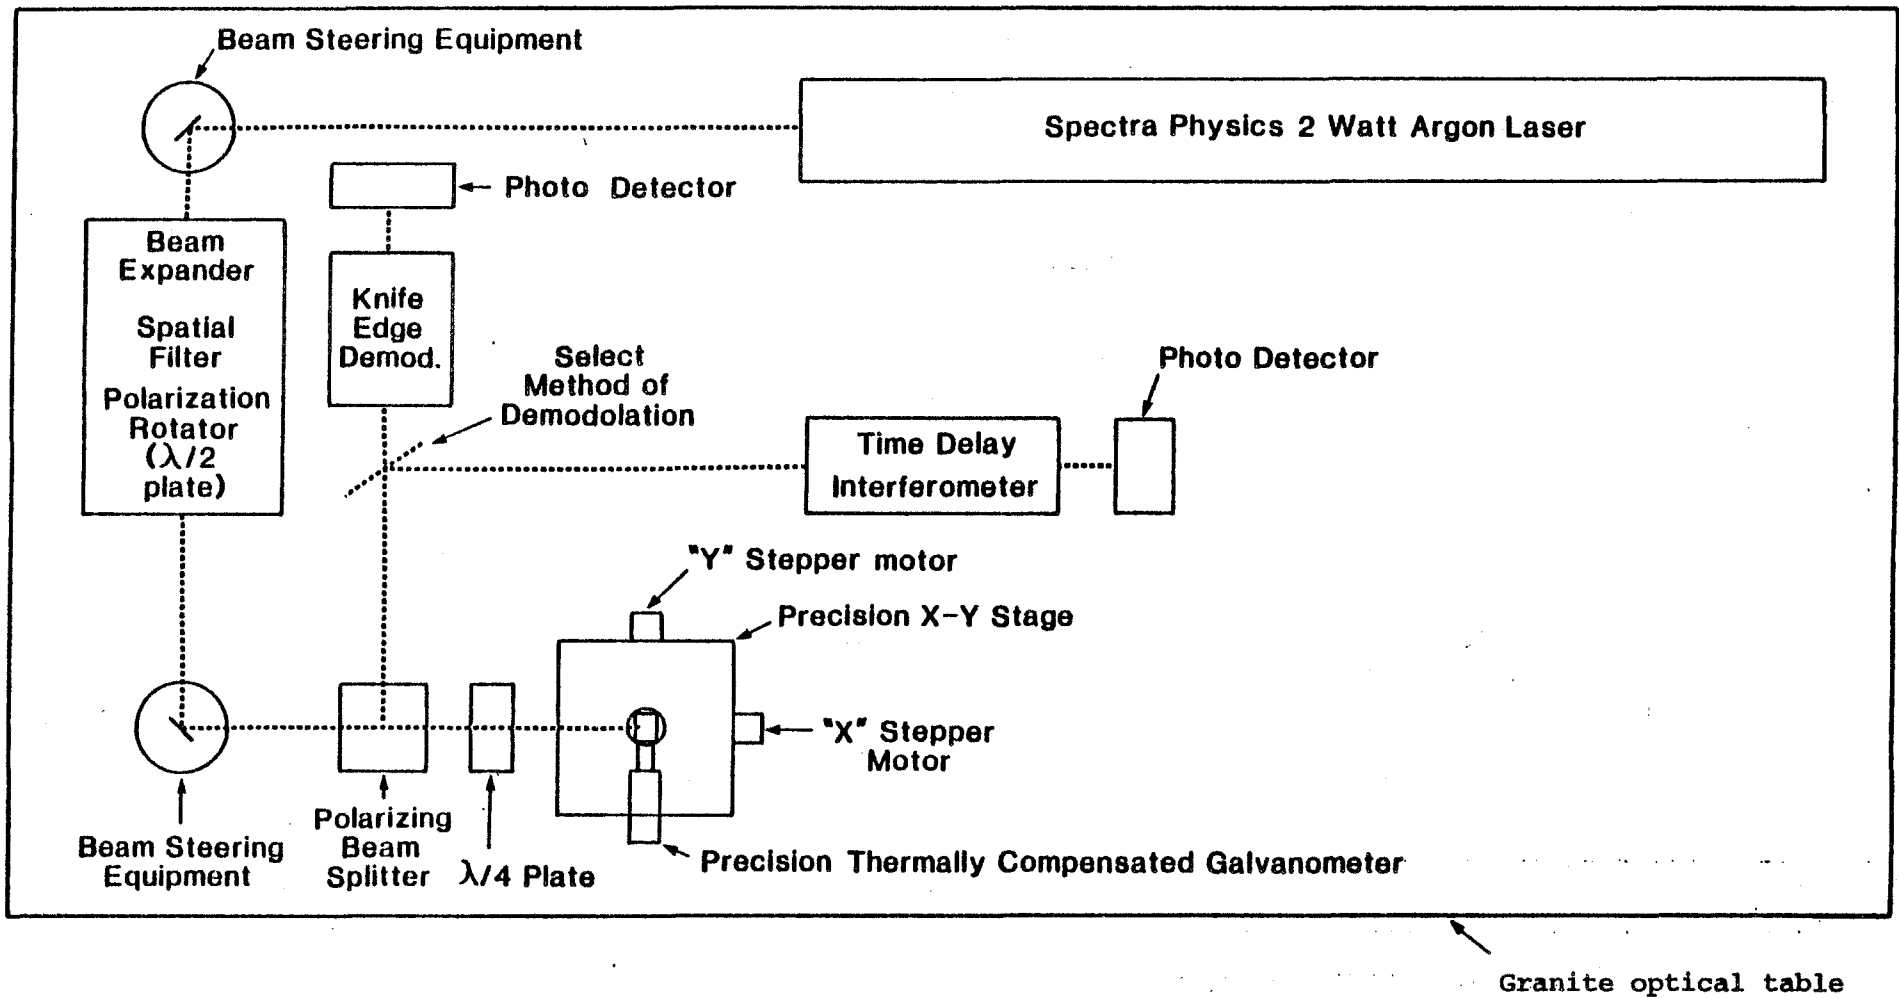 Beam Steering Equipment
Spectra Physics 2 Watt Argon Laser
Photo Detector
Beam
Expander
Spatial
Filter
Polarization
Rotator
(λ/2
plate)
Knife
Edge
Demod.
Select
Method of
Demodolation
Photo Detector
Time Delay
Interferometer
"Y" Stepper motor
Precision X-Y Stage
"X" Stepper
Motor
Beam Steering
Equipment
Polarizing
Beam
Splitter
λ/4 Plate
Precision Thermally Compensated Galvanometer
Granite optical table